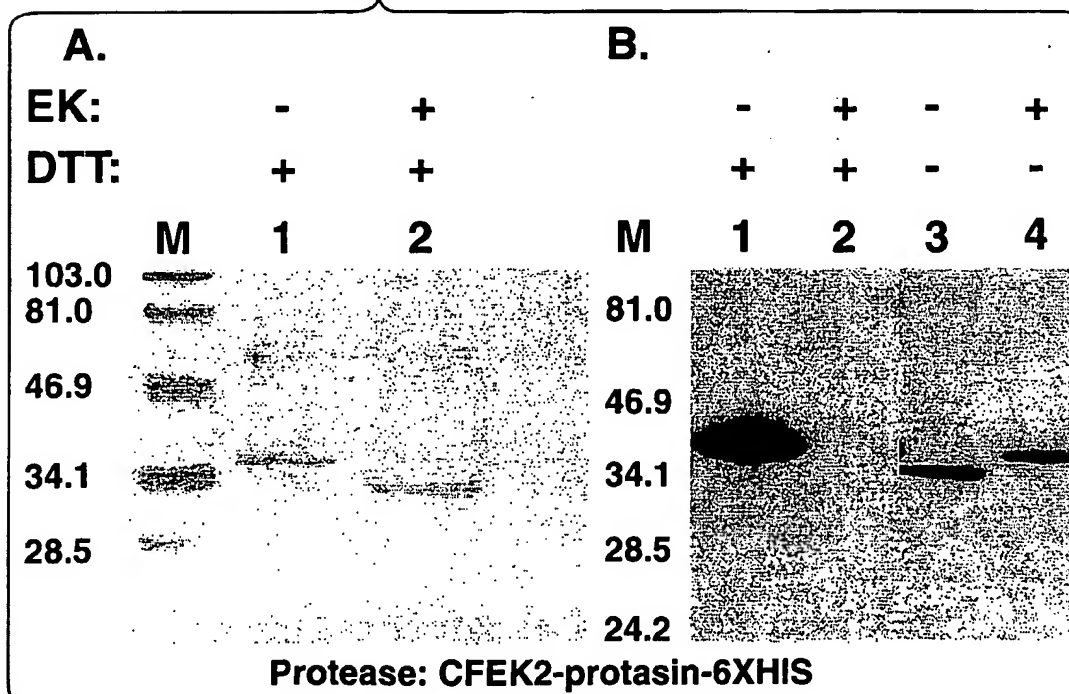 A.
B.
EK: - + - + - +
DTT: + + + + - -
M 1 2 M 1 2 3 4
103.0
81.0 81.0
46.9 46.9
34.1 34.1
28.5 28.5
24.2
Protease: CFEK2-protasin-6XHIS